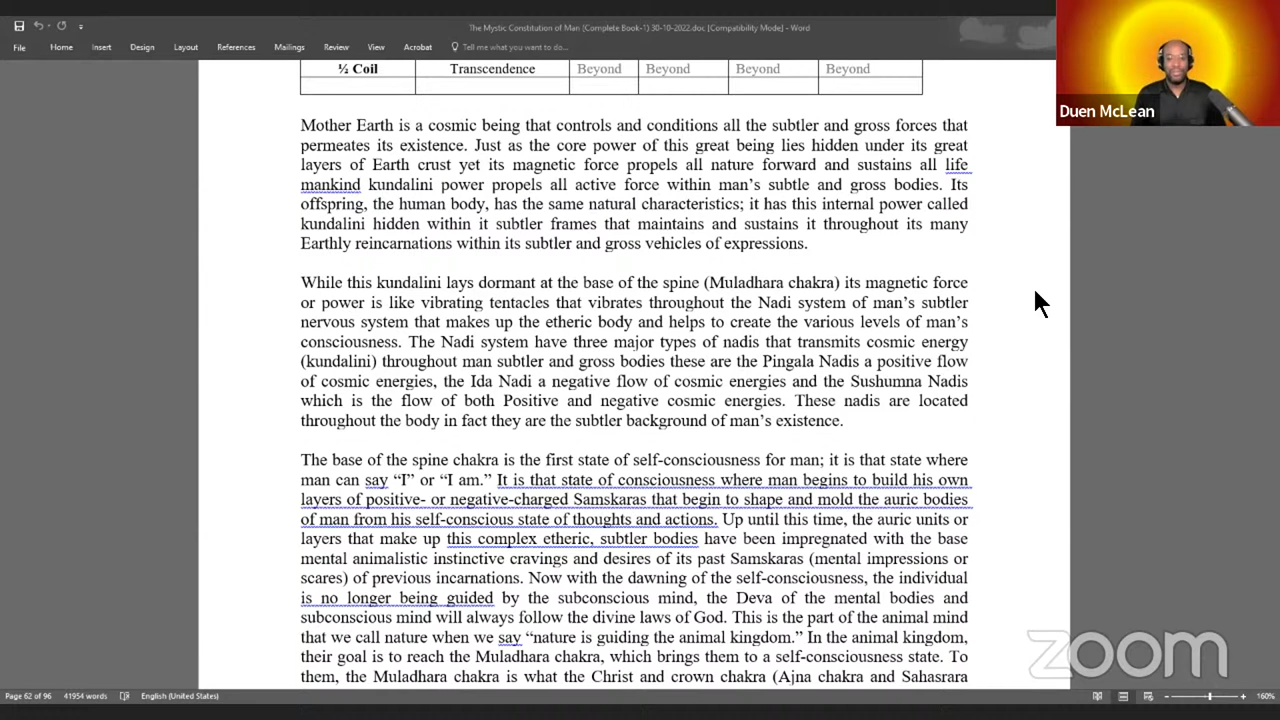 The Mystic Constitution of Man (Complete Book-1) 30-10-2022.doc [Compatibility Mode] - Word
File Home Insert Design Layout References Mailings Review View Acrobat Tell me what you want to do...
Duen McLean
½ Coil Transcendence Beyond Beyond Beyond Beyond
Mother Earth is a cosmic being that controls and conditions all the subtler and gross forces that
permeates its existence. Just as the core power of this great being lies hidden under its great
layers of Earth crust yet its magnetic force propels all nature forward and sustains all life
mankind kundalini power propels all active force within man's subtle and gross bodies. Its
offspring, the human body, has the same natural characteristics; it has this internal power called
kundalini hidden within it subtler frames that maintains and sustains it throughout its many
Earthly reincarnations within its subtler and gross vehicles of expressions.
While this kundalini lays dormant at the base of the spine (Muladhara chakra) its magnetic force
or power is like vibrating tentacles that vibrates throughout the Nadi system of man's subtler
nervous system that makes up the etheric body and helps to create the various levels of man's
consciousness. The Nadi system have three major types of nadis that transmits cosmic energy
(kundalini) throughout man subtler and gross bodies these are the Pingala Nadis a positive flow
of cosmic energies, the Ida Nadi a negative flow of cosmic energies and the Sushumna Nadis
which is the flow of both Positive and negative cosmic energies. These nadis are located
throughout the body in fact they are the subtler background of man's existence.
The base of the spine chakra is the first state of self-consciousness for man; it is that state where
man can say "I" or "I am." It is that state of consciousness where man begins to build his own
layers of positive- or negative-charged Samskaras that begin to shape and mold the auric bodies
of man from his self-conscious state of thoughts and actions. Up until this time, the auric units or
layers that make up this complex etheric, subtler bodies have been impregnated with the base
mental animalistic instinctive cravings and desires of its past Samskaras (mental impressions or
scares) of previous incarnations. Now with the dawning of the self-consciousness, the individual
is no longer being guided by the subconscious mind, the Deva of the mental bodies and
subconscious mind will always follow the divine laws of God. This is the part of the animal mind
that we call nature when we say "nature is guiding the animal kingdom." In the animal kingdom,
their goal is to reach the Muladhara chakra, which brings them to a self-consciousness state. To
them, the Muladhara chakra is what the Christ and crown chakra (Ajna chakra and Sahasrara
zoom
Page 62 of 96 41954 words English (United States) 160%